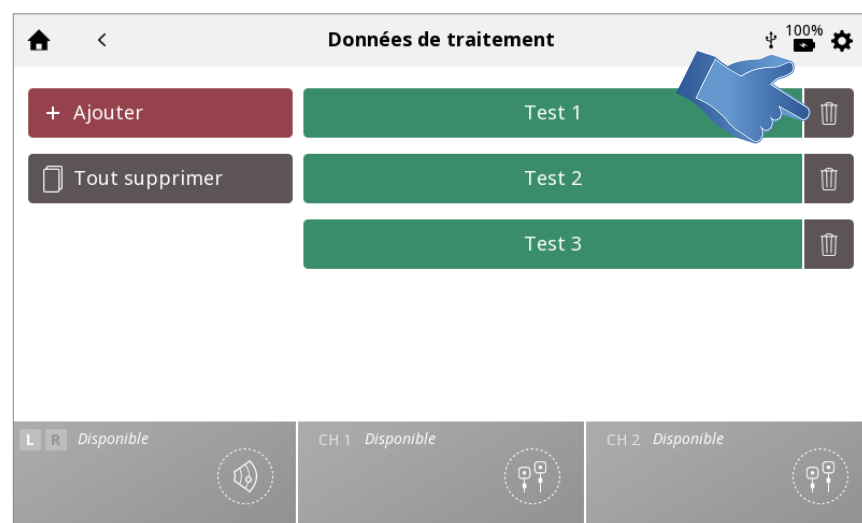 Données de traitement
100%
+ Ajouter
Test 1
Tout supprimer
Test 2
Test 3
L R Disponible
CH 1 Disponible
CH 2 Disponible